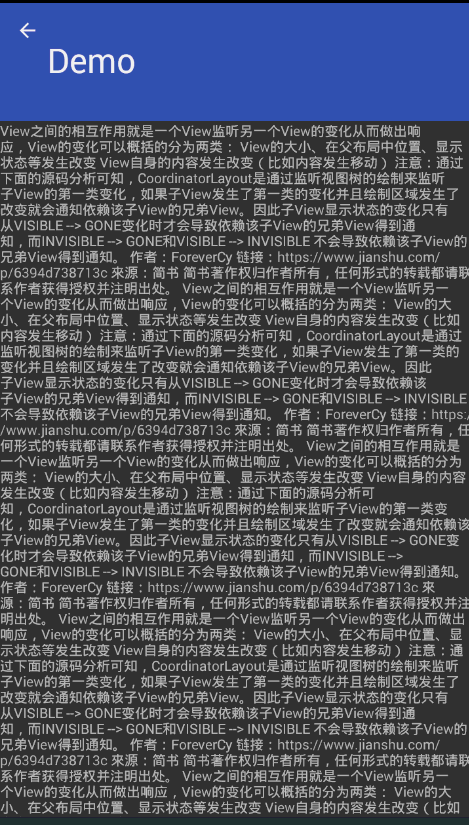 Demo
View之间的相互作用就是一个View监听另一个View的变化从而做出响
应，View的变化可以概括的分为两类： View的大小、在父布局中位置、显示
状态等发生改变 View自身的内容发生改变（比如内容发生移动） 注意：通过
下面的源码分析可知，CoordinatorLayout是通过监听视图树的绘制来监听
子View的第一类变化，如果子View发生了第一类的变化并且绘制区域发生了
改变就会通知依赖该子View的兄弟View。因此子View显示状态的变化只有
从VISIBLE --> GONE变化时才会导致依赖该子View的兄弟View得到通
知，而INVISIBLE --> GONE和VISIBLE --> INVISIBLE 不会导致依赖该子View的
兄弟View得到通知。 作者：ForeverCy 链接：https://www.jianshu.com/
p/6394d738713c 來源：简书 简书著作权归作者所有，任何形式的转载都请联
系作者获得授权并注明出处。 View之间的相互作用就是一个View监听另一
个View的变化从而做出响应，View的变化可以概括的分为两类： View的大
小、在父布局中位置、显示状态等发生改变 View自身的内容发生改变（比如
内容发生移动） 注意：通过下面的源码分析可知，CoordinatorLayout是通过
监听视图树的绘制来监听子View的第一类变化，如果子View发生了第一类的
变化并且绘制区域发生了改变就会通知依赖该子View的兄弟View。因此
子View显示状态的变化只有从VISIBLE --> GONE变化时才会导致依赖该
子View的兄弟View得到通知，而INVISIBLE --> GONE和VISIBLE --> INVISIBLE
不会导致依赖该子View的兄弟View得到通知。 作者：ForeverCy 链接：https:/
/www.jianshu.com/p/6394d738713c 來源：简书 简书著作权归作者所有，任
何形式的转载都请联系作者获得授权并注明出处。 View之间的相互作用就是
一个View监听另一个View的变化从而做出响应，View的变化可以概括的分为
两类： View的大小、在父布局中位置、显示状态等发生改变 View自身的内容
发生改变（比如内容发生移动） 注意：通过下面的源码分析可
知，CoordinatorLayout是通过监听视图树的绘制来监听子View的第一类变
化，如果子View发生了第一类的变化并且绘制区域发生了改变就会通知依赖该
子View的兄弟View。因此子View显示状态的变化只有从VISIBLE --> GONE变
化时才会导致依赖该子View的兄弟View得到通知，而INVISIBLE -->
GONE和VISIBLE --> INVISIBLE 不会导致依赖该子View的兄弟View得到通知。
作者：ForeverCy 链接：https://www.jianshu.com/p/6394d738713c 來
源：简书 简书著作权归作者所有，任何形式的转载都请联系作者获得授权并注
明出处。 View之间的相互作用就是一个View监听另一个View的变化从而做出
响应，View的变化可以概括的分为两类： View的大小、在父布局中位置、显
示状态等发生改变 View自身的内容发生改变（比如内容发生移动） 注意：通
过下面的源码分析可知，CoordinatorLayout是通过监听视图树的绘制来监听
子View的第一类变化，如果子View发生了第一类的变化并且绘制区域发生了
改变就会通知依赖该子View的兄弟View。因此子View显示状态的变化只有
从VISIBLE --> GONE变化时才会导致依赖该子View的兄弟View得到通
知，而INVISIBLE --> GONE和VISIBLE --> INVISIBLE 不会导致依赖该子View的
兄弟View得到通知。 作者：ForeverCy 链接：https://www.jianshu.com/
p/6394d738713c 來源：简书 简书著作权归作者所有，任何形式的转载都请联
系作者获得授权并注明出处。 View之间的相互作用就是一个View监听另一
个View的变化从而做出响应，View的变化可以概括的分为两类： View的大
小、在父布局中位置、显示状态等发生改变 View自身的内容发生改变（比如